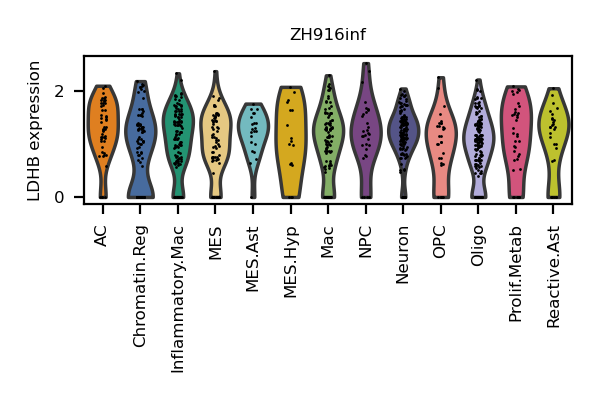 ZH916inf
LDHB expression
2
0
AC
Chromatin.Reg
Inflammatory.Mac
MES
MES.Ast
MES.Hyp
Mac
NPC
Neuron
OPC
Oligo
Prolif.Metab
Reactive.Ast